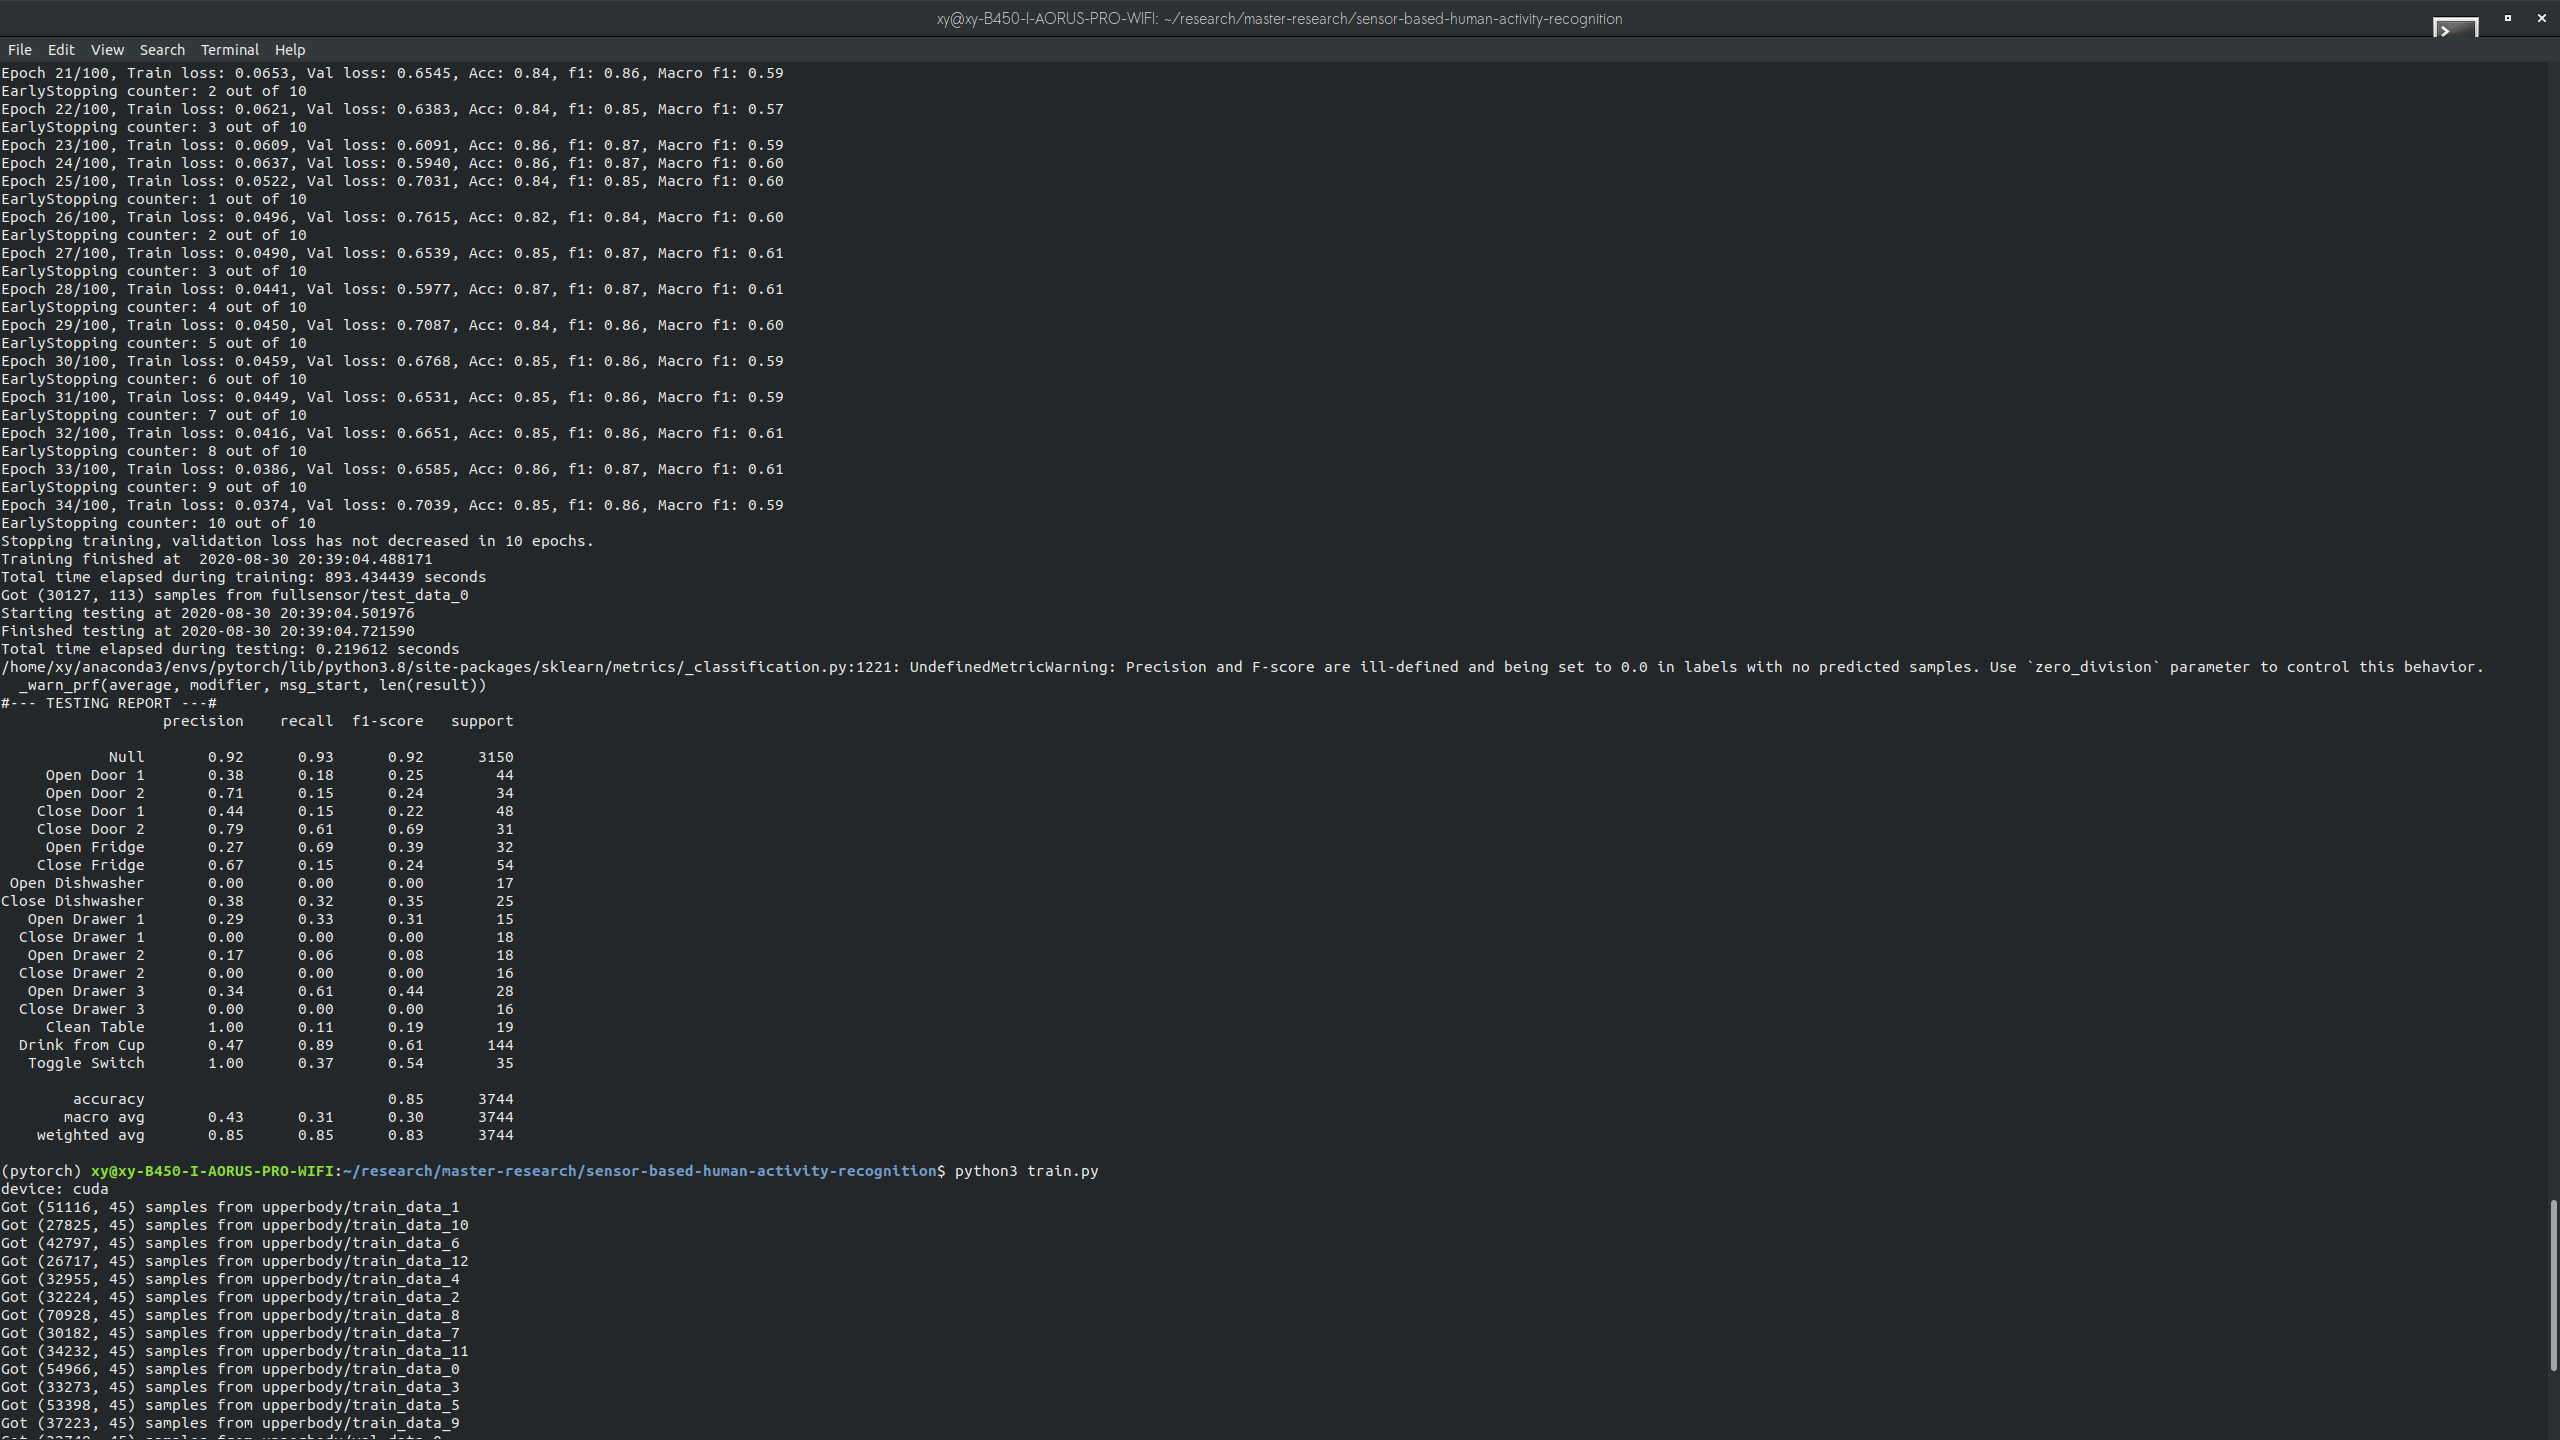 xy@xy-B450-I-AORUS-PRO-WIFI: ~/research/master-research/sensor-based-human-activity-recognition
File Edit View Search Terminal Help
Epoch 21/100, Train loss: 0.0653, Val loss: 0.6545, Acc: 0.84, f1: 0.86, Macro f1: 0.59
EarlyStopping counter: 2 out of 10
Epoch 22/100, Train loss: 0.0621, Val loss: 0.6383, Acc: 0.84, f1: 0.85, Macro f1: 0.57
EarlyStopping counter: 3 out of 10
Epoch 23/100, Train loss: 0.0609, Val loss: 0.6091, Acc: 0.86, f1: 0.87, Macro f1: 0.59
Epoch 24/100, Train loss: 0.0637, Val loss: 0.5940, Acc: 0.86, f1: 0.87, Macro f1: 0.60
Epoch 25/100, Train loss: 0.0522, Val loss: 0.7031, Acc: 0.84, f1: 0.85, Macro f1: 0.60
EarlyStopping counter: 1 out of 10
Epoch 26/100, Train loss: 0.0496, Val loss: 0.7615, Acc: 0.82, f1: 0.84, Macro f1: 0.60
EarlyStopping counter: 2 out of 10
Epoch 27/100, Train loss: 0.0490, Val loss: 0.6539, Acc: 0.85, f1: 0.87, Macro f1: 0.61
EarlyStopping counter: 3 out of 10
Epoch 28/100, Train loss: 0.0441, Val loss: 0.5977, Acc: 0.87, f1: 0.87, Macro f1: 0.61
EarlyStopping counter: 4 out of 10
Epoch 29/100, Train loss: 0.0450, Val loss: 0.7087, Acc: 0.84, f1: 0.86, Macro f1: 0.60
EarlyStopping counter: 5 out of 10
Epoch 30/100, Train loss: 0.0459, Val loss: 0.6768, Acc: 0.85, f1: 0.86, Macro f1: 0.59
EarlyStopping counter: 6 out of 10
Epoch 31/100, Train loss: 0.0449, Val loss: 0.6531, Acc: 0.85, f1: 0.86, Macro f1: 0.59
EarlyStopping counter: 7 out of 10
Epoch 32/100, Train loss: 0.0416, Val loss: 0.6651, Acc: 0.85, f1: 0.86, Macro f1: 0.61
EarlyStopping counter: 8 out of 10
Epoch 33/100, Train loss: 0.0386, Val loss: 0.6585, Acc: 0.86, f1: 0.87, Macro f1: 0.61
EarlyStopping counter: 9 out of 10
Epoch 34/100, Train loss: 0.0374, Val loss: 0.7039, Acc: 0.85, f1: 0.86, Macro f1: 0.59
EarlyStopping counter: 10 out of 10
Stopping training, validation loss has not decreased in 10 epochs.
Training finished at  2020-08-30 20:39:04.488171
Total time elapsed during training: 893.434439 seconds
Got (30127, 113) samples from fullsensor/test_data_0
Starting testing at 2020-08-30 20:39:04.501976
Finished testing at 2020-08-30 20:39:04.721590
Total time elapsed during testing: 0.219612 seconds
/home/xy/anaconda3/envs/pytorch/lib/python3.8/site-packages/sklearn/metrics/_classification.py:1221: UndefinedMetricWarning: Precision and F-score are ill-defined and being set to 0.0 in labels with no predicted samples. Use `zero_division` parameter to control this behavior.
  _warn_prf(average, modifier, msg_start, len(result))
#--- TESTING REPORT ---#
precision recall f1-score support
Null 0.92 0.93 0.92 3150
Open Door 1 0.38 0.18 0.25 44
Open Door 2 0.71 0.15 0.24 34
Close Door 1 0.44 0.15 0.22 48
Close Door 2 0.79 0.61 0.69 31
Open Fridge 0.27 0.69 0.39 32
Close Fridge 0.67 0.15 0.24 54
Open Dishwasher 0.00 0.00 0.00 17
Close Dishwasher 0.38 0.32 0.35 25
Open Drawer 1 0.29 0.33 0.31 15
Close Drawer 1 0.00 0.00 0.00 18
Open Drawer 2 0.17 0.06 0.08 18
Close Drawer 2 0.00 0.00 0.00 16
Open Drawer 3 0.34 0.61 0.44 28
Close Drawer 3 0.00 0.00 0.00 16
Clean Table 1.00 0.11 0.19 19
Drink from Cup 0.47 0.89 0.61 144
Toggle Switch 1.00 0.37 0.54 35
accuracy 0.85 3744
macro avg 0.43 0.31 0.30 3744
weighted avg 0.85 0.85 0.83 3744
(pytorch) xy@xy-B450-I-AORUS-PRO-WIFI:~/research/master-research/sensor-based-human-activity-recognition$ python3 train.py
device: cuda
Got (51116, 45) samples from upperbody/train_data_1
Got (27825, 45) samples from upperbody/train_data_10
Got (42797, 45) samples from upperbody/train_data_6
Got (26717, 45) samples from upperbody/train_data_12
Got (32955, 45) samples from upperbody/train_data_4
Got (32224, 45) samples from upperbody/train_data_2
Got (70928, 45) samples from upperbody/train_data_8
Got (30182, 45) samples from upperbody/train_data_7
Got (34232, 45) samples from upperbody/train_data_11
Got (54966, 45) samples from upperbody/train_data_0
Got (33273, 45) samples from upperbody/train_data_3
Got (53398, 45) samples from upperbody/train_data_5
Got (37223, 45) samples from upperbody/train_data_9